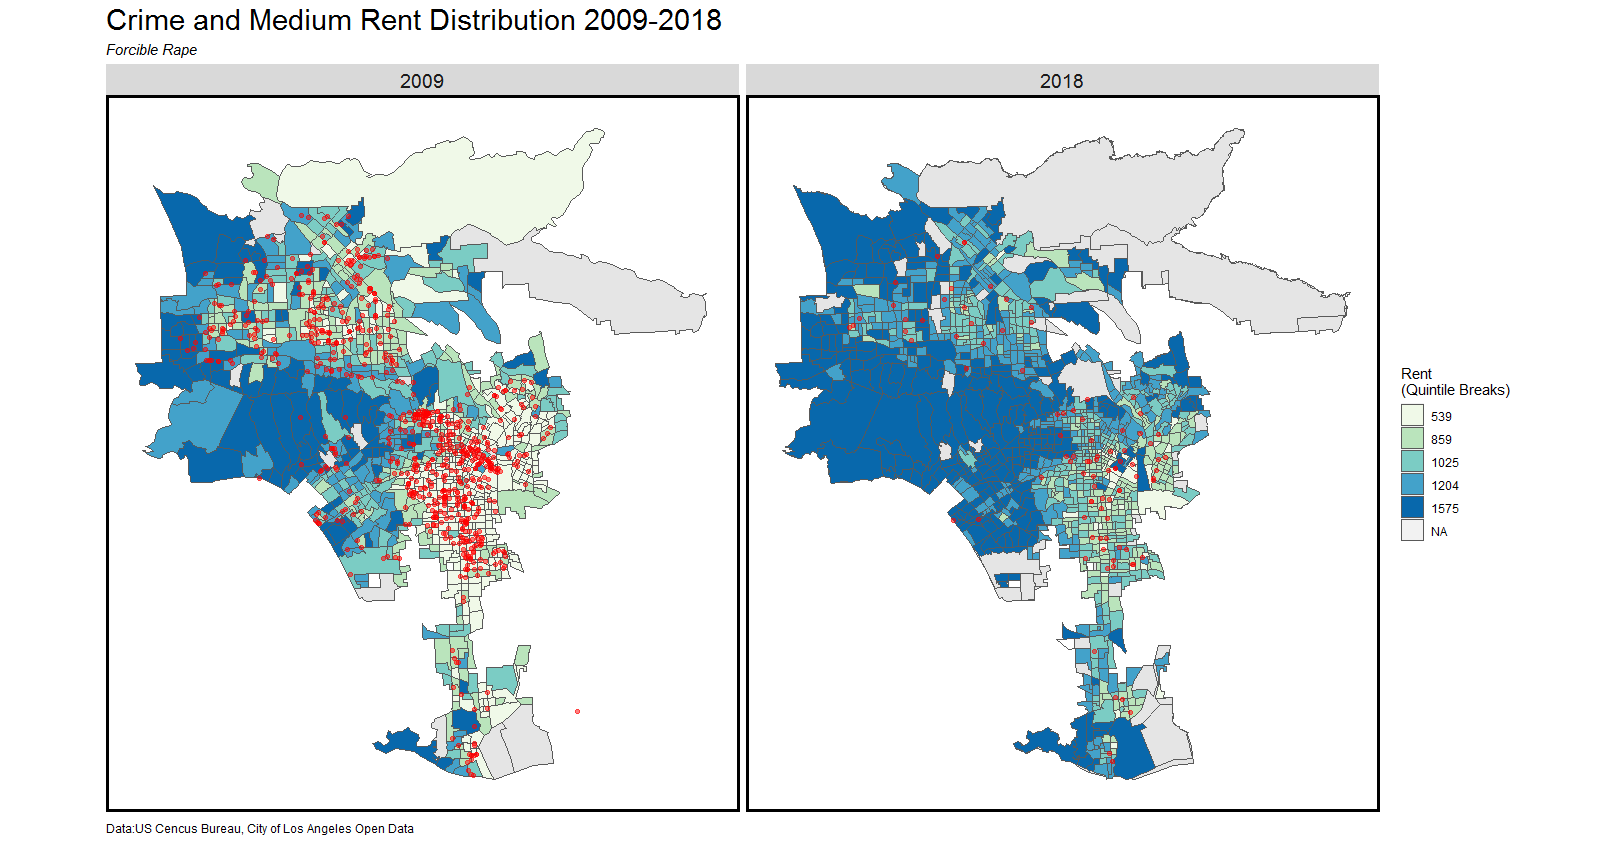 Crime and Medium Rent Distribution 2009-2018
Forcible Rape
2009
2018
Rent
(Quintile Breaks)
539
859
1025
1204
1575
NA
Data:US Cencus Bureau, City of Los Angeles Open Data